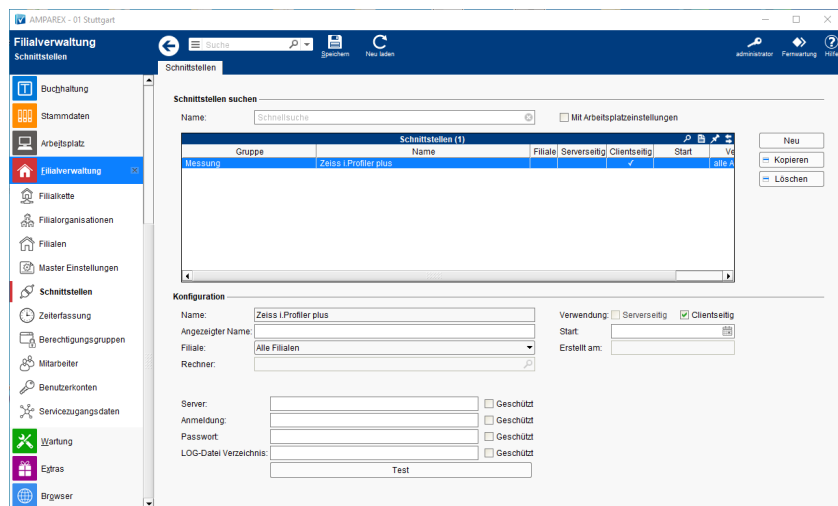 AMPAREX - 01 Stuttgart
Filialverwaltung
Schnittstellen
Suche
Speichern
Neu laden
administrator
Fernwartung
Hilfe
Schnittstellen
Buchhaltung
Stammdaten
Arbeitsplatz
Filialverwaltung
Filialkette
Filialorganisationen
Filialen
Master Einstellungen
Schnittstellen
Zeiterfassung
Berechtigungsgruppen
Mitarbeiter
Benutzerkonten
Servicezugangsdaten
Wartung
Extras
Browser
Schnittstellen suchen
Name: Schnellsuche Mit Arbeitsplatzeinstellungen
Schnittstellen (1)
Gruppe Name Filiale Serverseitig Clientseitig Start Ve
Messung Zeiss i.Profiler plus alle A
Neu
Kopieren
Löschen
Konfiguration
Name: Zeiss i.Profiler plus Verwendung: Serverseitig Clientseitig
Angezeigter Name: Start:
Filiale: Alle Filialen Erstellt am:
Rechner:
Server: Geschützt
Anmeldung: Geschützt
Passwort: Geschützt
LOG-Datei Verzeichnis: Geschützt
Test